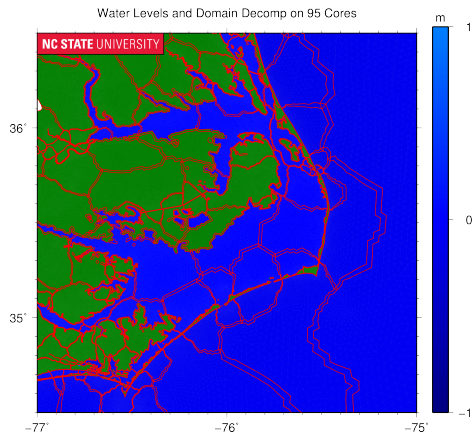 Water Levels and Domain Decomp on 95 Cores
m
NC STATE UNIVERSITY
1
36˚
0
35˚
−1
−77˚
−76˚
−75˚